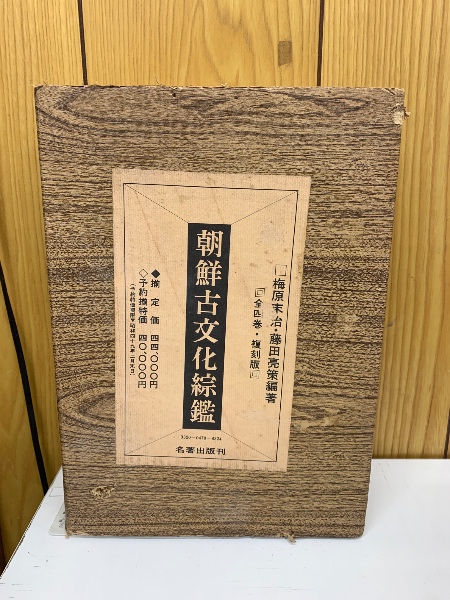 梅原末治・藤田亮策編著
全四巻・複刻版
朝鮮古文化綜鑑
◆揃定価 四四、〇〇〇円
◇予約揃特価 四〇、〇〇〇円
名著出版刊